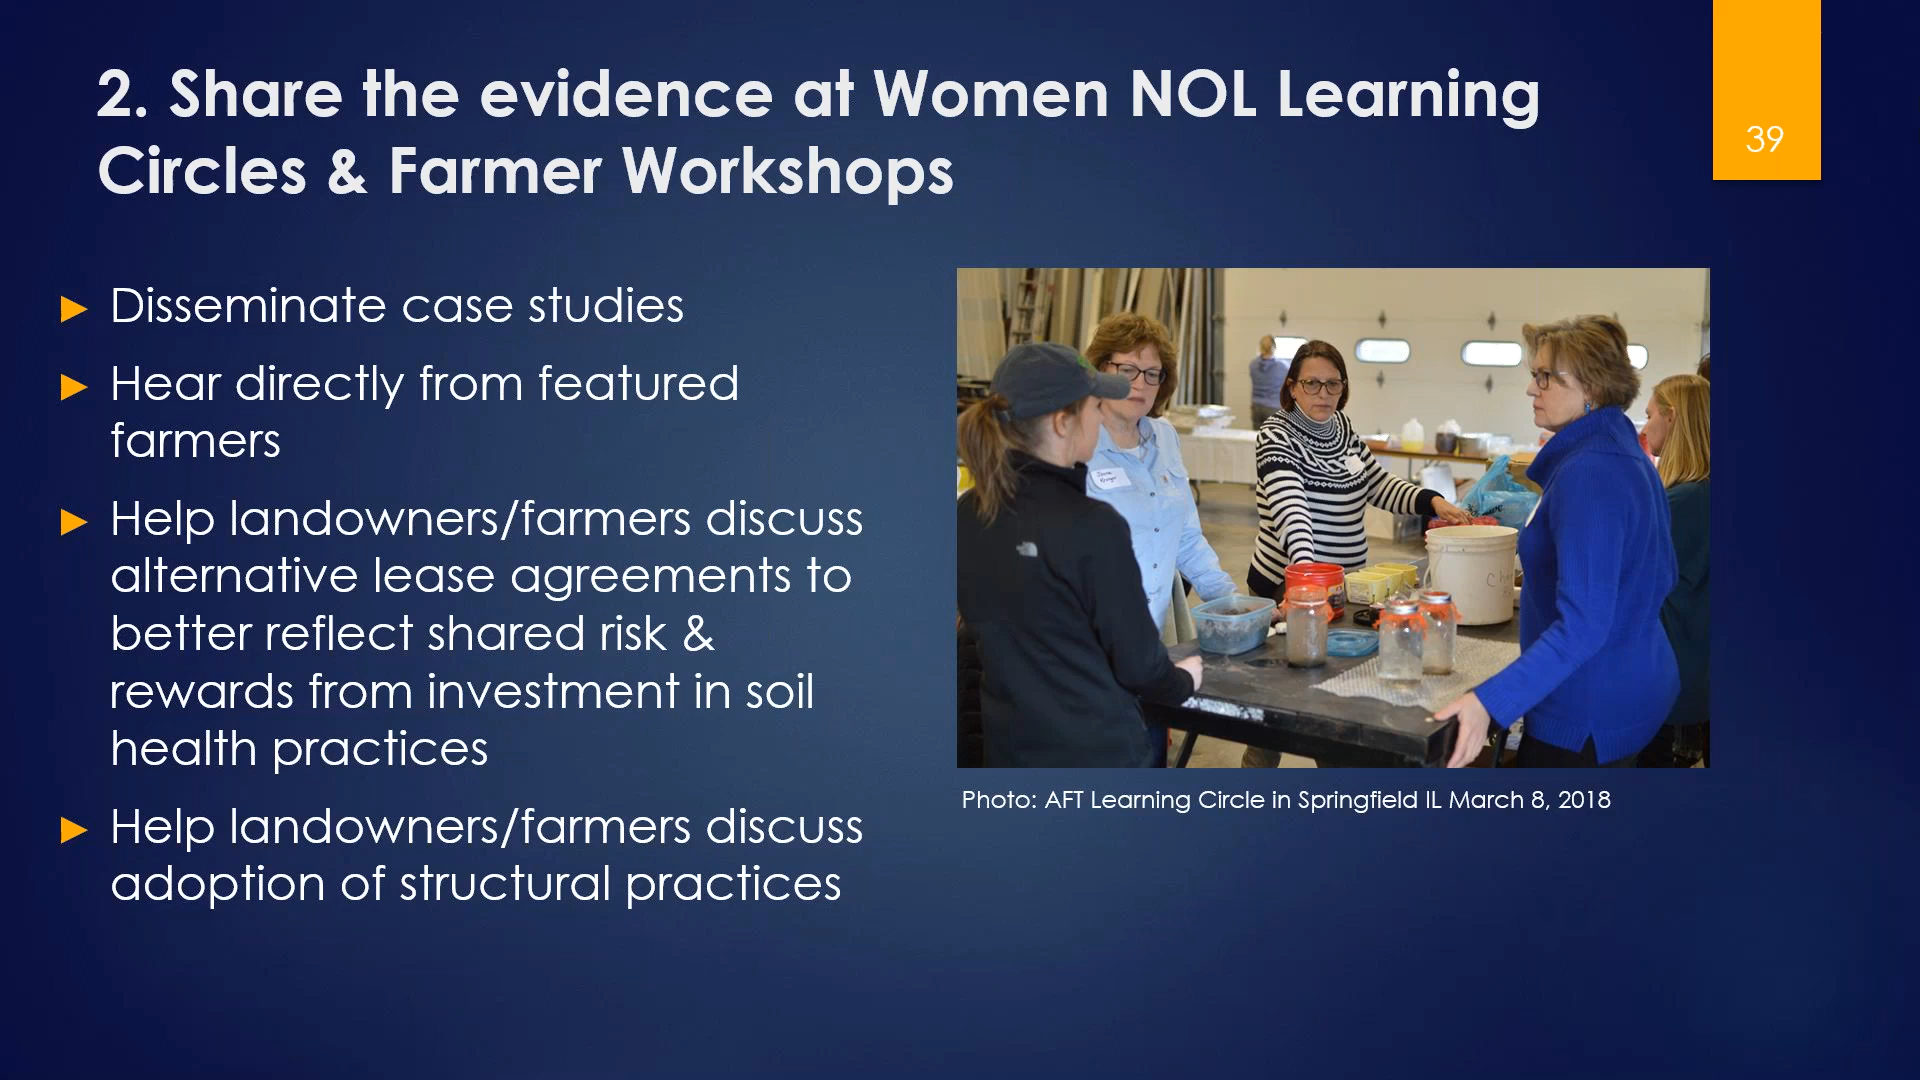 2. Share the evidence at Women NOL Learning
Circles & Farmer Workshops
39
Disseminate case studies
Hear directly from featured
farmers
Help landowners/farmers discuss
alternative lease agreements to
better reflect shared risk &
rewards from investment in soil
health practices
Help landowners/farmers discuss
adoption of structural practices
Photo: AFT Learning Circle in Springfield IL March 8, 2018